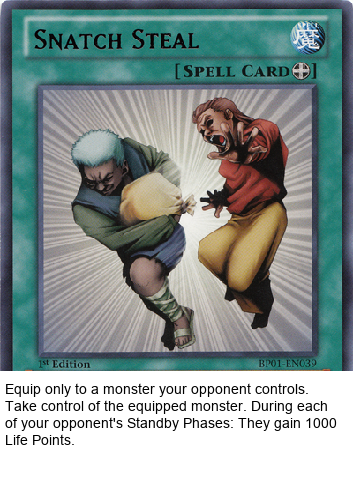 SNATCH STEAL
魔
[SPELL CARD]
1st Edition
BP01-EN039
Equip only to a monster your opponent controls.
Take control of the equipped monster. During each
of your opponent's Standby Phases: They gain 1000
Life Points.